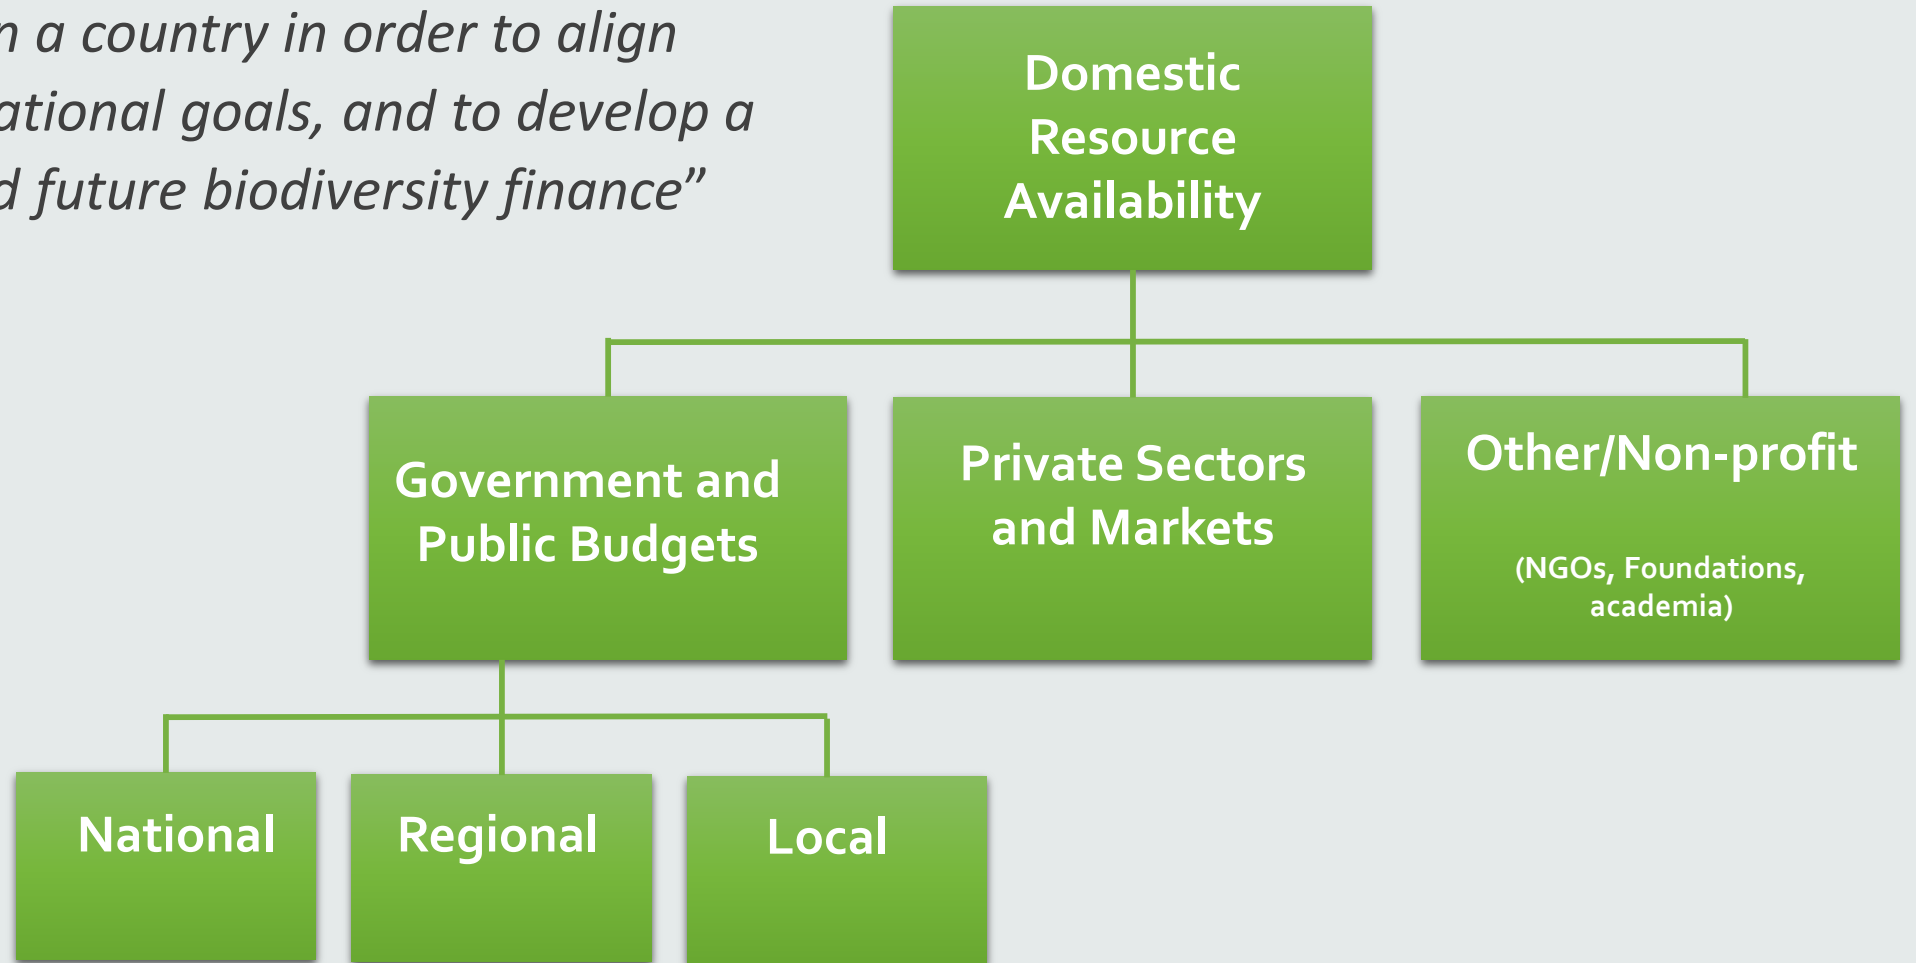 a country in order to align
goals, and to develop a
future biodiversity finance”
Domestic
Resource
Availability
Government and
Public Budgets
Private Sectors
and Markets
Other/Non-profit
(NGOs, Foundations,
academia)
National
Regional
Local